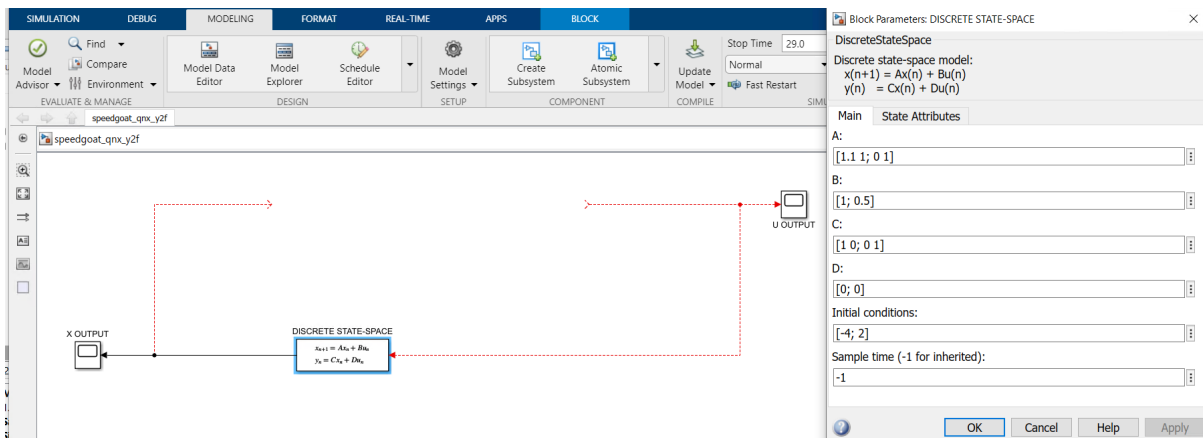 SIMULATION DEBUG MODELING FORMAT REAL-TIME APPS BLOCK
Find
Compare
Environment
Model Advisor
Model Data Editor
Model Explorer
Schedule Editor
Model Settings
Create Subsystem
Atomic Subsystem
Update Model
Stop Time 29.0
Normal
Fast Restart
EVALUATE & MANAGE DESIGN SETUP COMPONENT COMPILE SIMU
speedgoat_qnx_y2f
speedgoat_qnx_y2f
U OUTPUT
X OUTPUT
DISCRETE STATE-SPACE
xₙ₊₁ = Axₙ + Buₙ
yₙ = Cxₙ + Duₙ
Block Parameters: DISCRETE STATE-SPACE
DiscreteStateSpace
Discrete state-space model:
x(n+1) = Ax(n) + Bu(n)
y(n) = Cx(n) + Du(n)
Main State Attributes
A:
[1.1 1; 0 1]
B:
[1; 0.5]
C:
[1 0; 0 1]
D:
[0; 0]
Initial conditions:
[-4; 2]
Sample time (-1 for inherited):
-1
OK Cancel Help Apply